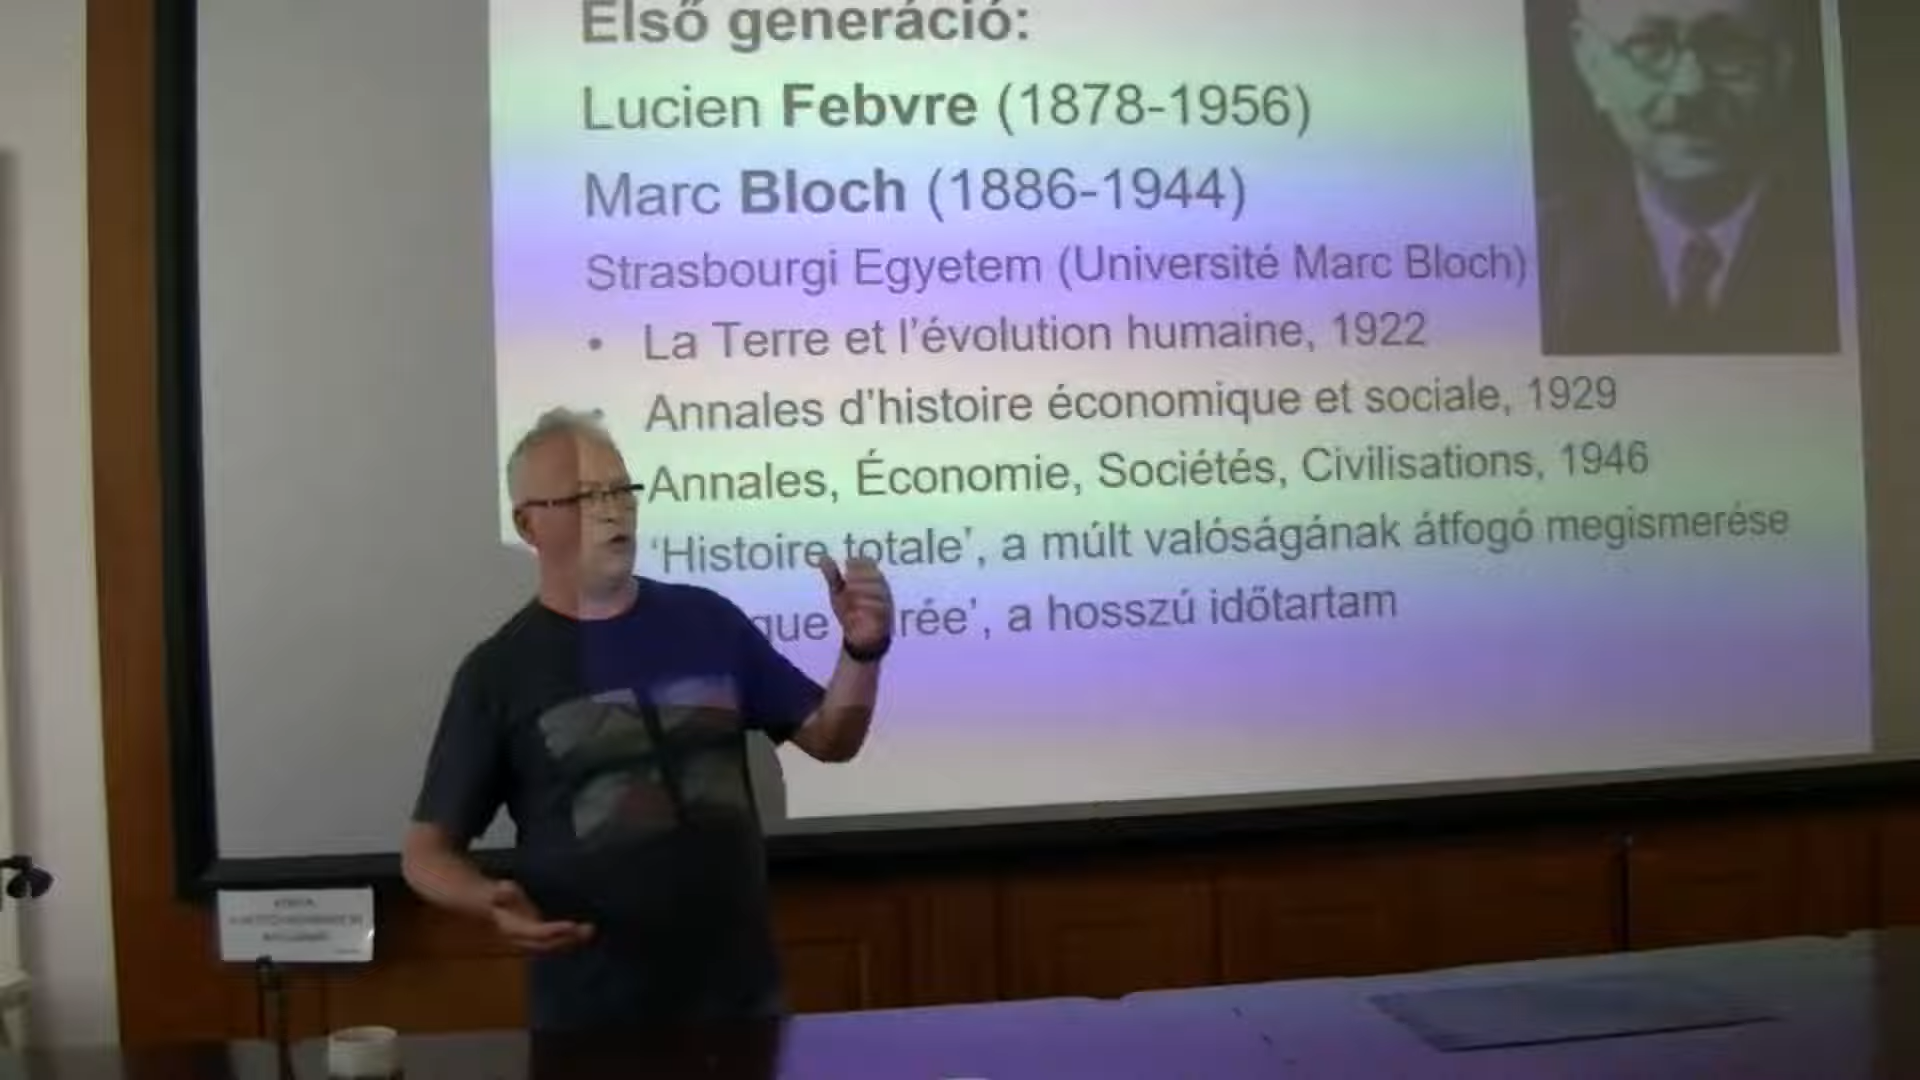 Első generáció:
Lucien Febvre (1878-1956)
Marc Bloch (1886-1944)
Strasbourgi Egyetem (Université Marc Bloch)
• La Terre et l'évolution humaine, 1922
Annales d'histoire économique et sociale, 1929
Annales, Économie, Sociétés, Civilisations, 1946
'Histoire totale', a múlt valóságának átfogó megismerése
gue rée', a hosszú időtartam